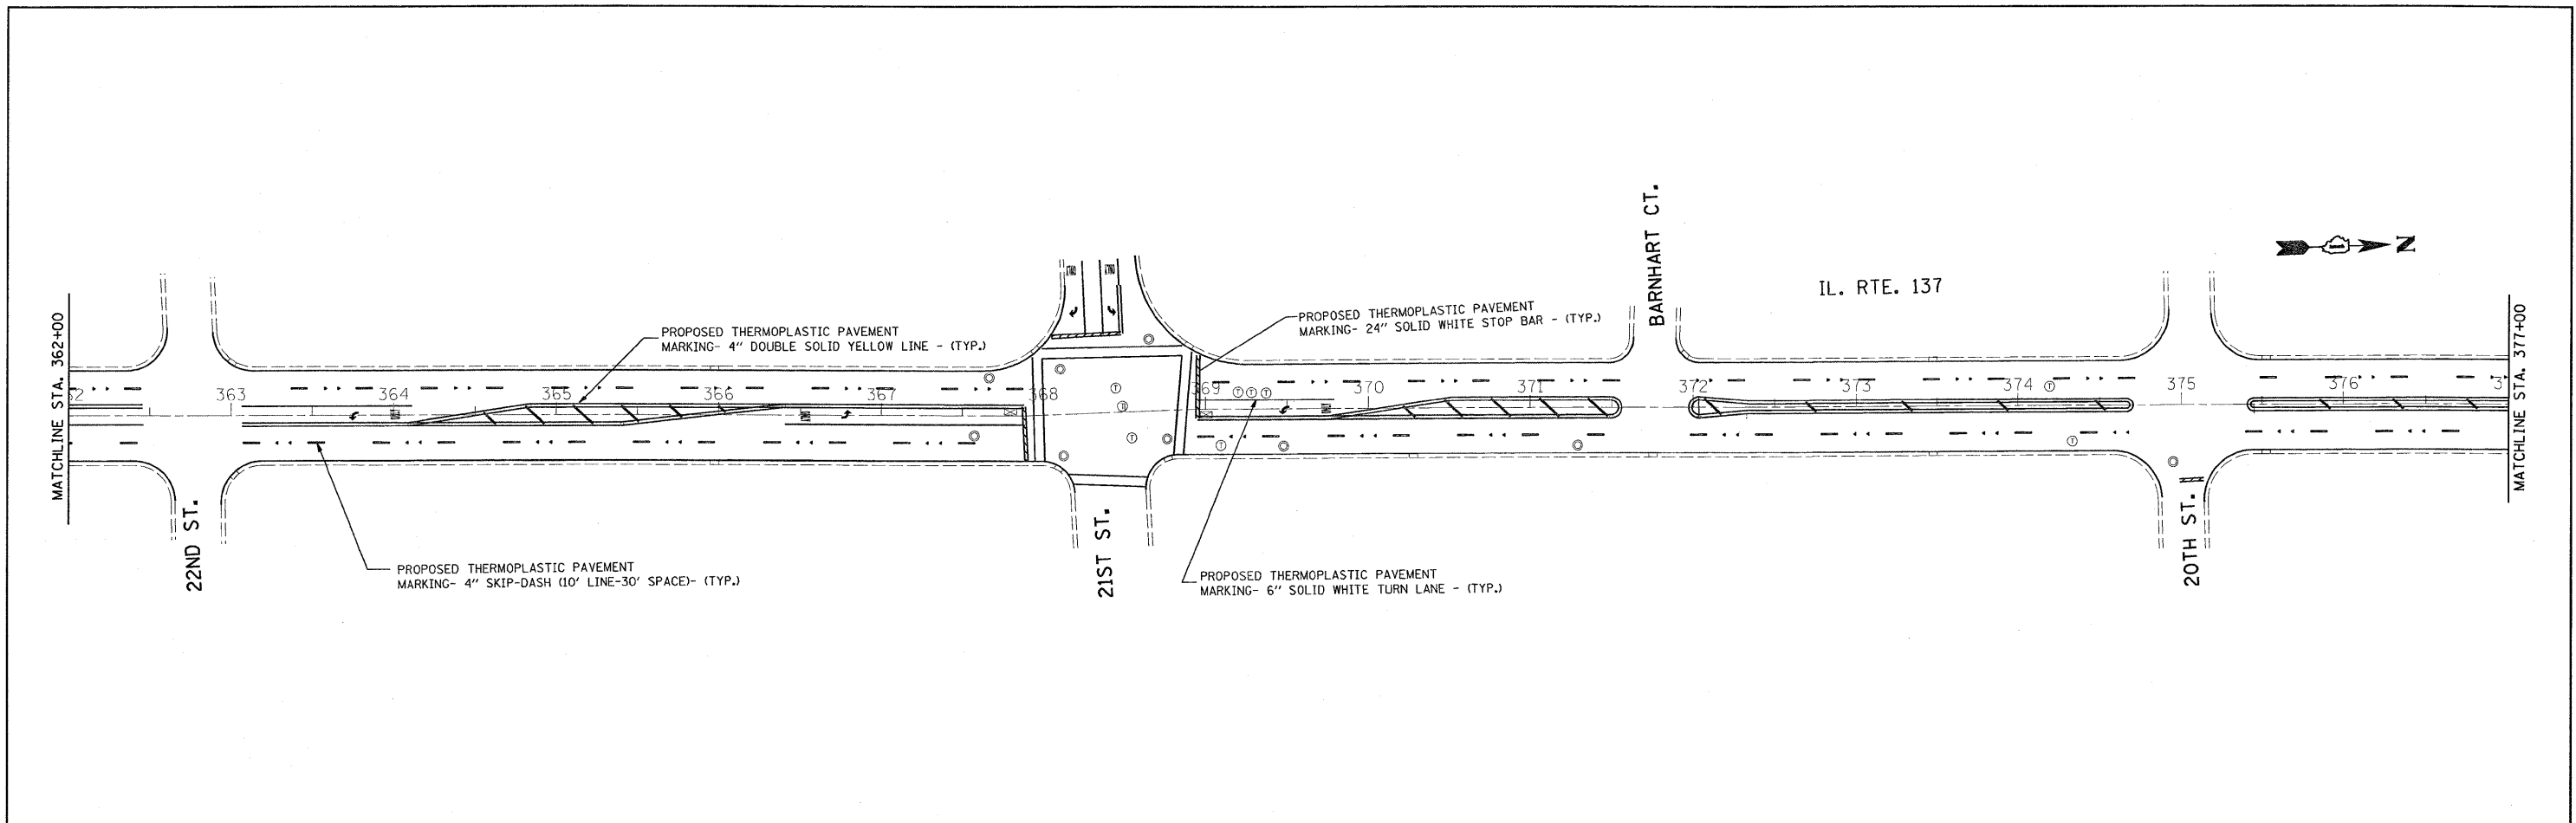 MATCHLINE STA. 362+00
22ND ST.
PROPOSED THERMOPLASTIC PAVEMENT
MARKING- 4" DOUBLE SOLID YELLOW LINE - (TYP.)
PROPOSED THERMOPLASTIC PAVEMENT
MARKING- 4" SKIP-DASH (10' LINE-30' SPACE)- (TYP.)
21ST ST.
PROPOSED THERMOPLASTIC PAVEMENT
MARKING- 24" SOLID WHITE STOP BAR - (TYP.)
PROPOSED THERMOPLASTIC PAVEMENT
MARKING- 6" SOLID WHITE TURN LANE - (TYP.)
BARNHART CT.
IL. RTE. 137
N
20TH ST.
MATCHLINE STA. 377+00
2 363 364 365 366 367 368 369 370 371 372 373 374 375 376 3
T
T
T T T
T
T
T
T